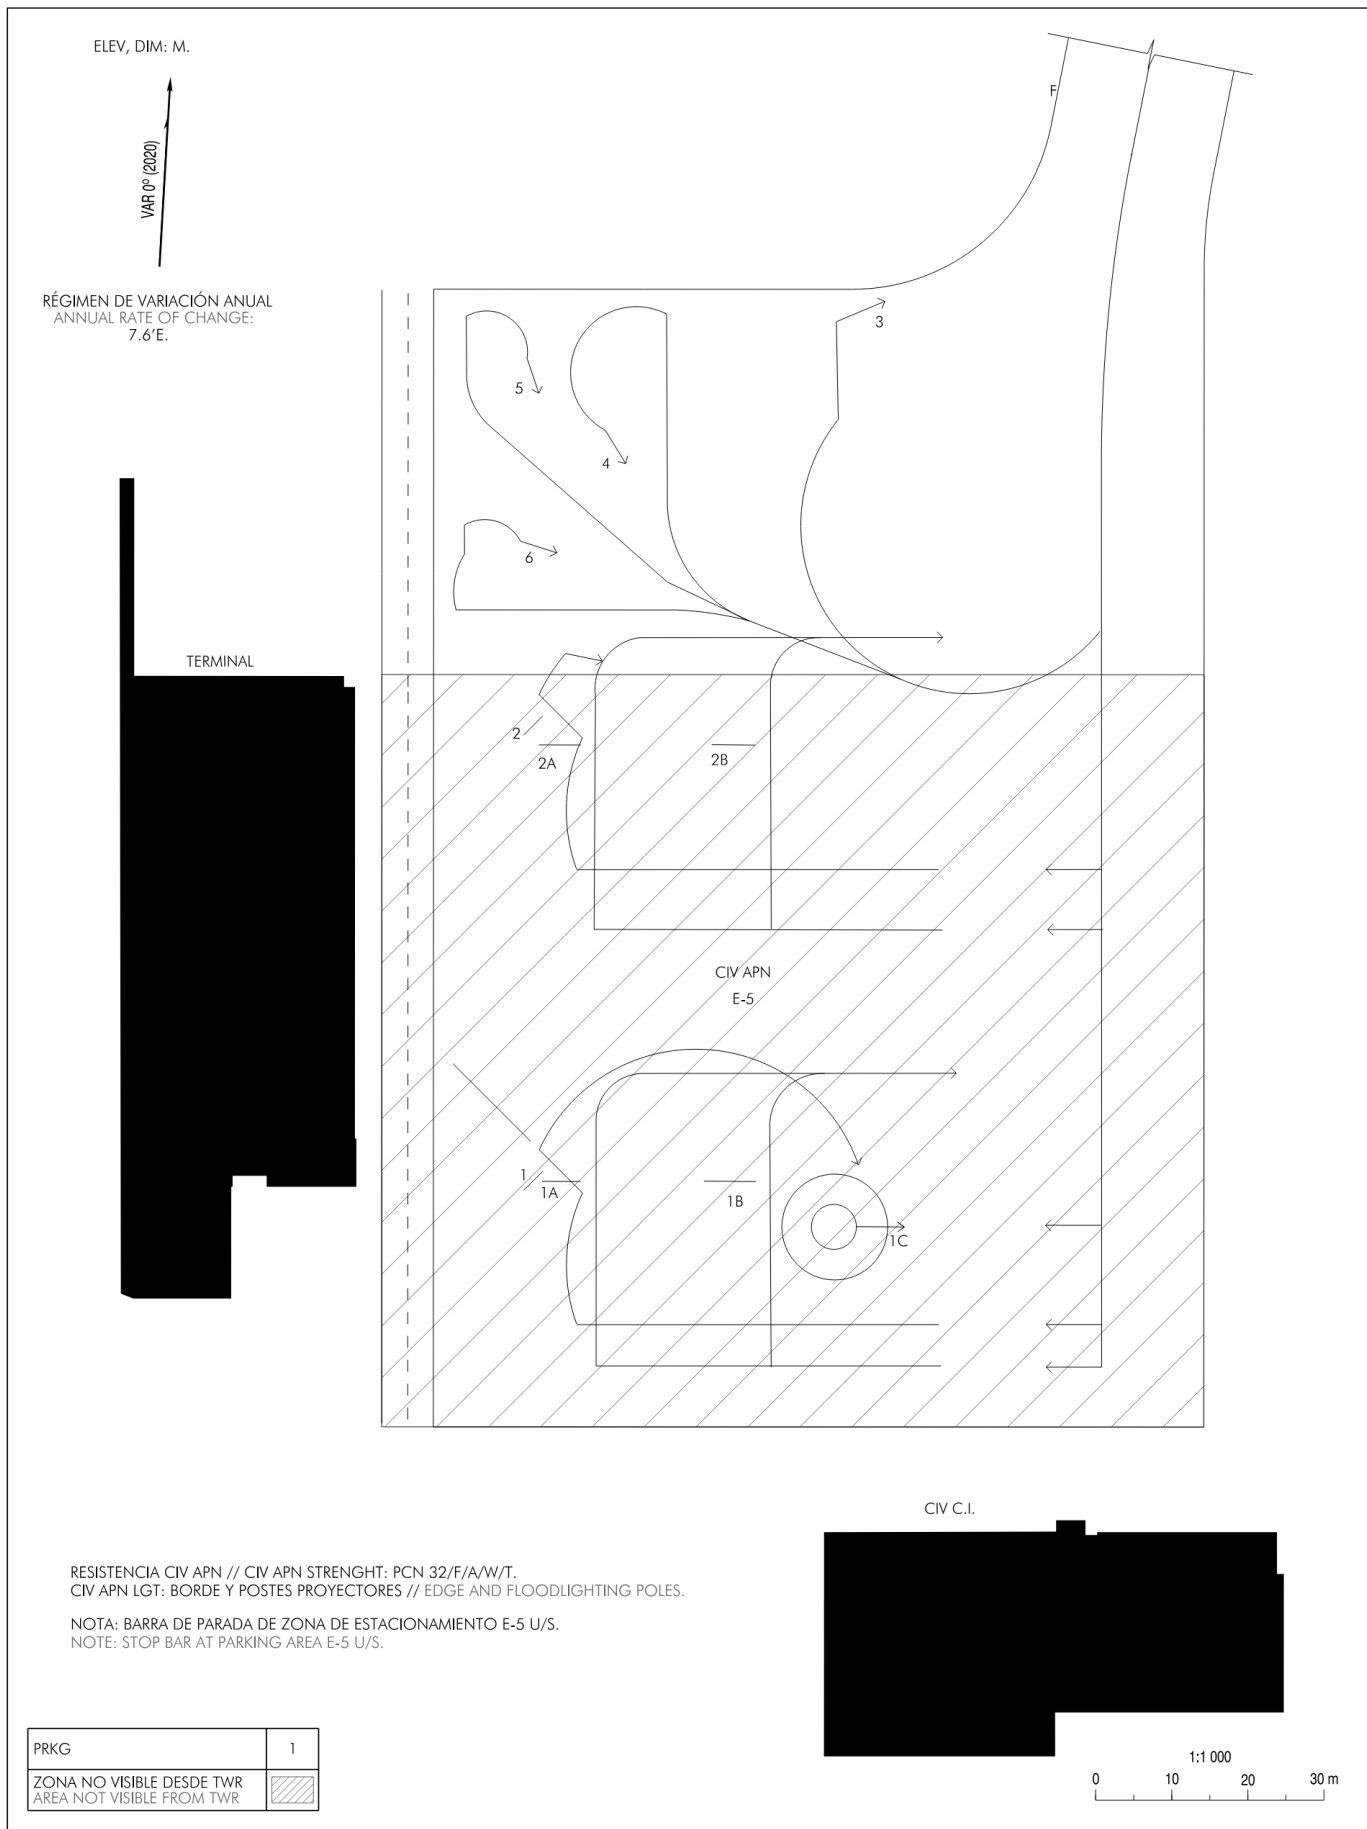 ELEV, DIM: M.
VAR 0º (2020)
RÉGIMEN DE VARIACIÓN ANUAL
ANNUAL RATE OF CHANGE:
7.6'E.
F
3
5
4
6
TERMINAL
2
2A
2B
CIV APN
E-5
1
1A
1B
1C
CIV C.I.
RESISTENCIA CIV APN // CIV APN STRENGHT: PCN 32/F/A/W/T.
CIV APN LGT: BORDE Y POSTES PROYECTORES // EDGE AND FLOODLIGHTING POLES.
NOTA: BARRA DE PARADA DE ZONA DE ESTACIONAMIENTO E-5 U/S.
NOTE: STOP BAR AT PARKING AREA E-5 U/S.
PRKG 1
ZONA NO VISIBLE DESDE TWR
AREA NOT VISIBLE FROM TWR
1:1 000
0 10 20 30 m